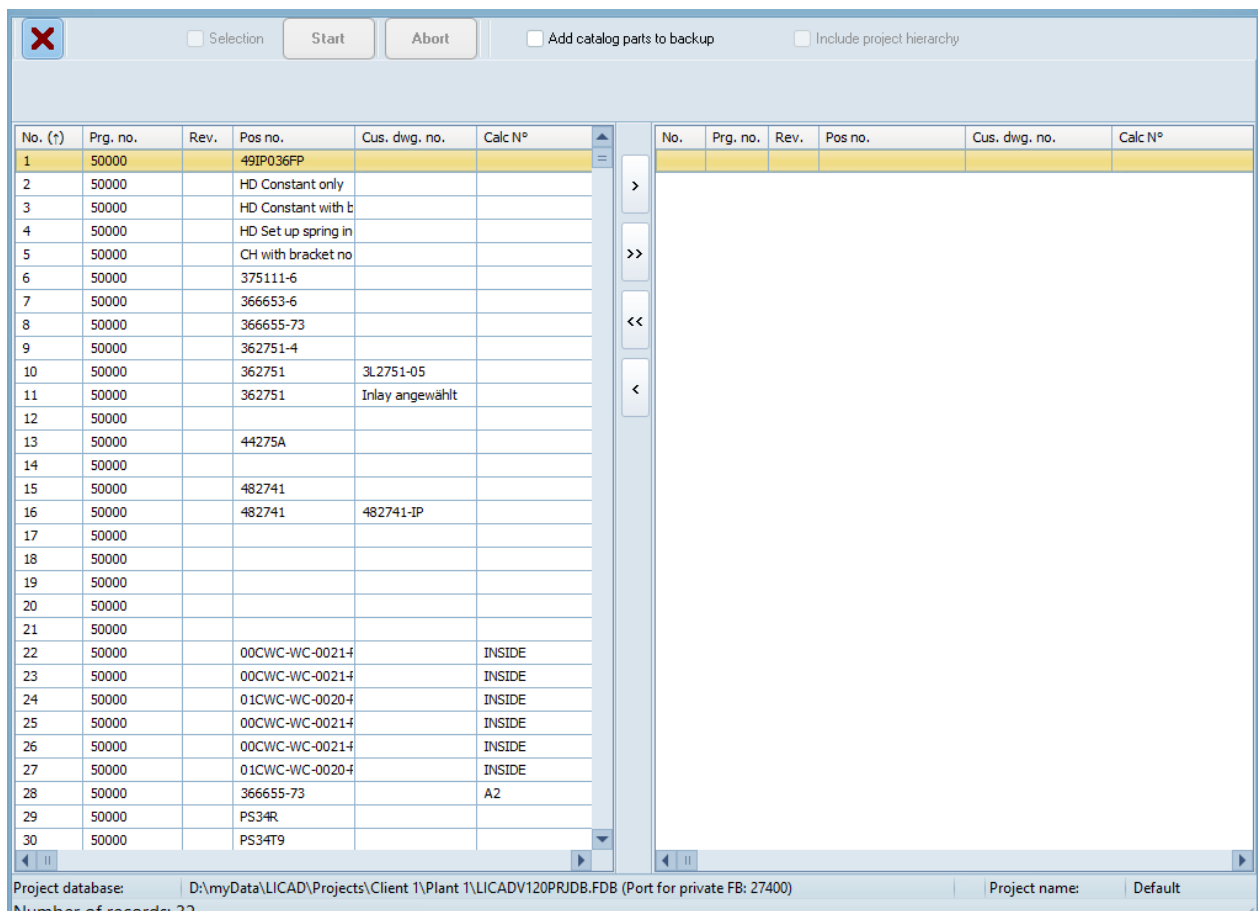 Selection Start Abort Add catalog parts to backup Include project hierarchy
No. (↑) Prg. no. Rev. Pos no. Cus. dwg. no. Calc N° No. Prg. no. Rev. Pos no. Cus. dwg. no. Calc N°
1 50000 49IP036FP
2 50000 HD Constant only >
3 50000 HD Constant with b
4 50000 HD Set up spring in
5 50000 CH with bracket no >>
6 50000 375111-6
7 50000 366653-6
8 50000 366655-73 <<
9 50000 362751-4
10 50000 362751 3L2751-05
11 50000 362751 Inlay angewählt <
12 50000
13 50000 44275A
14 50000
15 50000 482741
16 50000 482741 482741-IP
17 50000
18 50000
19 50000
20 50000
21 50000
22 50000 00CWC-WC-0021-F INSIDE
23 50000 00CWC-WC-0021-F INSIDE
24 50000 01CWC-WC-0020-F INSIDE
25 50000 00CWC-WC-0021-F INSIDE
26 50000 00CWC-WC-0021-F INSIDE
27 50000 01CWC-WC-0020-F INSIDE
28 50000 366655-73 A2
29 50000 PS34R
30 50000 PS34T9
Project database: D:\myData\LICAD\Projects\Client 1\Plant 1\LICADV120PRJDB.FDB (Port for private FB: 27400) Project name: Default
Number of records: 32